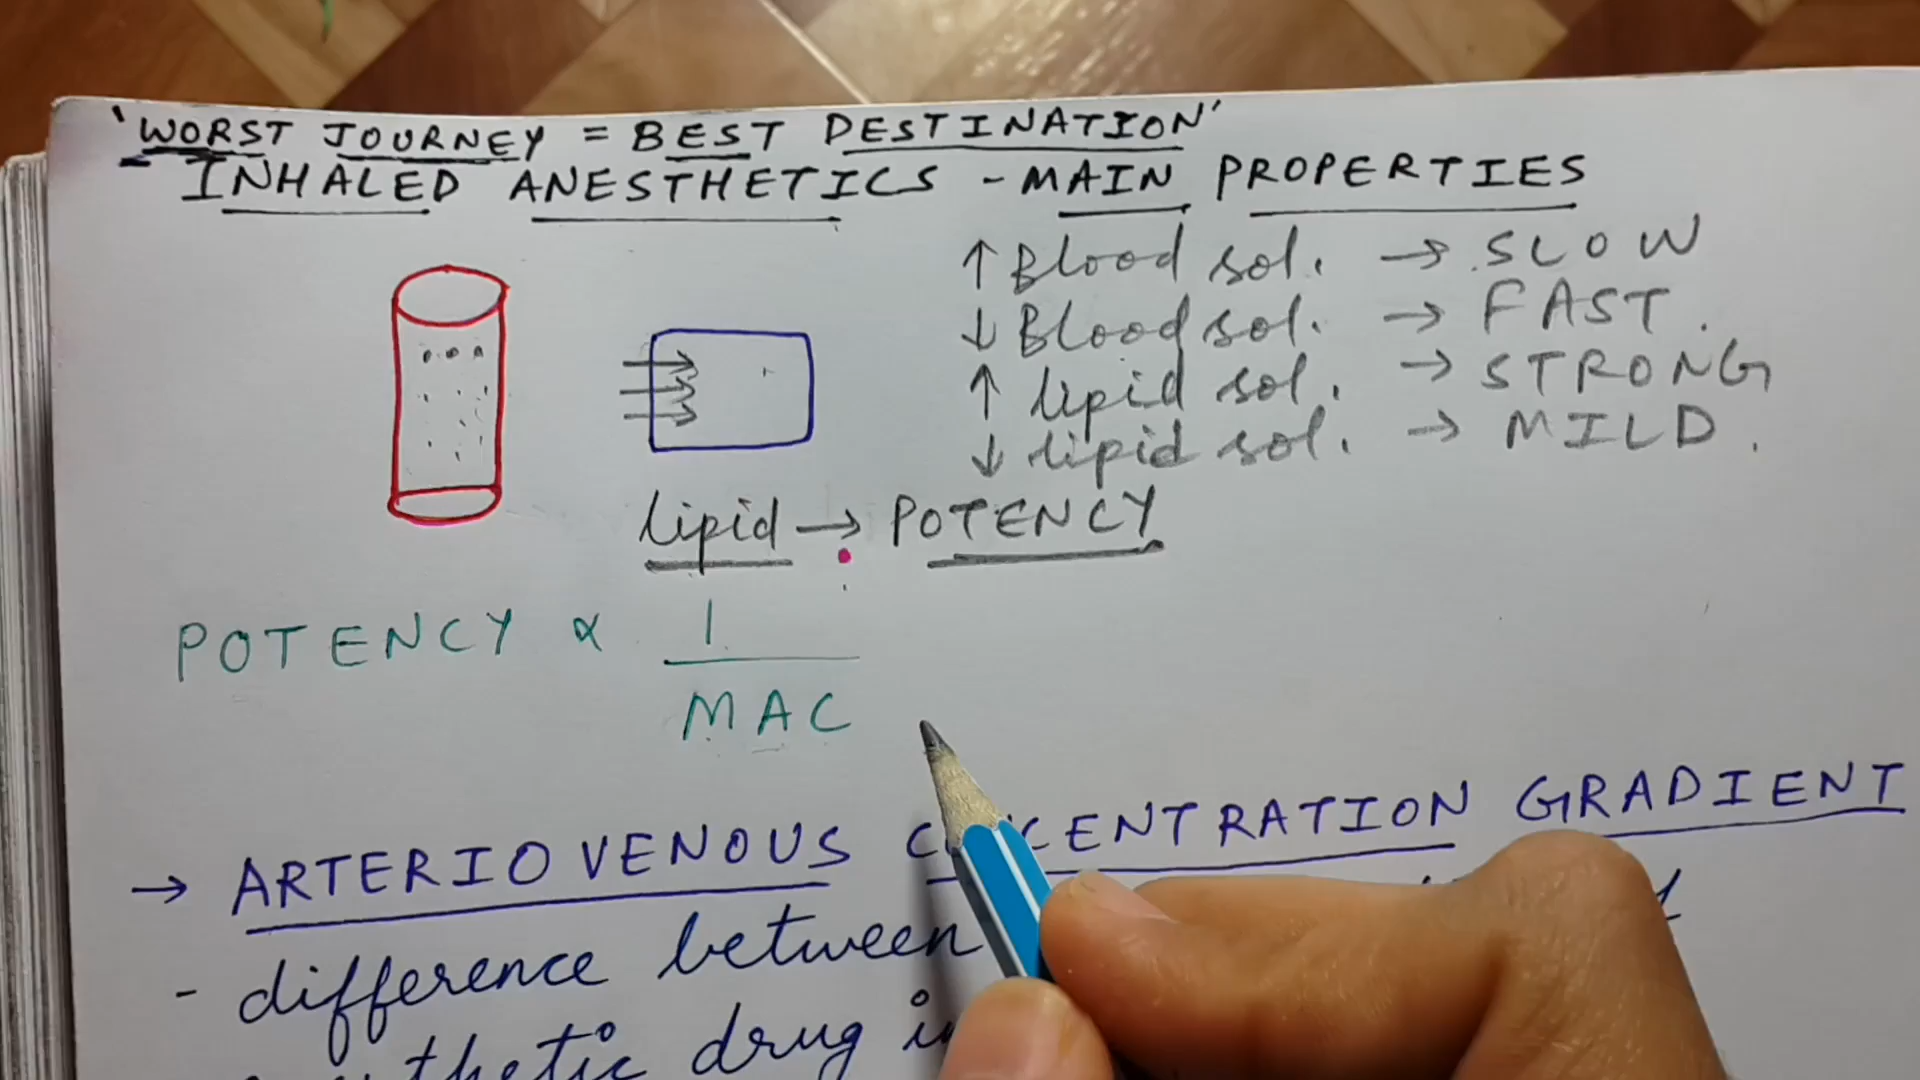 'WORST JOURNEY = BEST DESTINATION'
INHALED ANESTHETICS - MAIN PROPERTIES
↑ Blood sol. → SLOW
↓ Blood sol. → FAST.
↑ lipid sol. → STRONG
↓ lipid sol. → MILD.
lipid → POTENCY
POTENCY ∝ 1
MAC
→ ARTERIOVENOUS GRADIENT
- difference between
drug